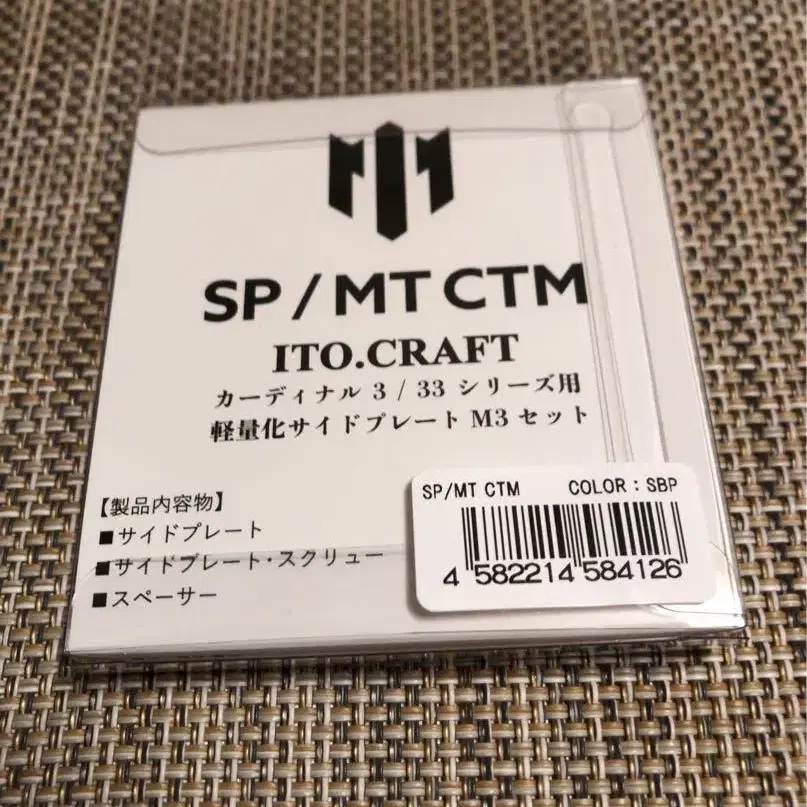 SP / MT CTM
ITO.CRAFT
カーディナル 3 / 33 シリーズ用
軽量化サイドプレート M3 セット
【製品内容物】
■サイドプレート
■サイドプレート・スクリュー
■スペーサー
SP/MT CTM COLOR：SBP
4 582214 584126